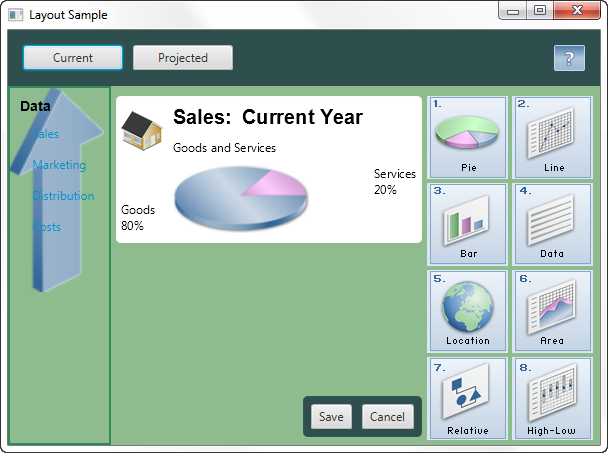 Layout Sample
Current
Projected
?
Data
Sales
Marketing
Distribution
Costs
Sales: Current Year
Goods and Services
Services
20%
Goods
80%
Save
Cancel
1.
Pie
2.
Line
3.
Bar
4.
Data
5.
Location
6.
Area
7.
Relative
8.
High-Low